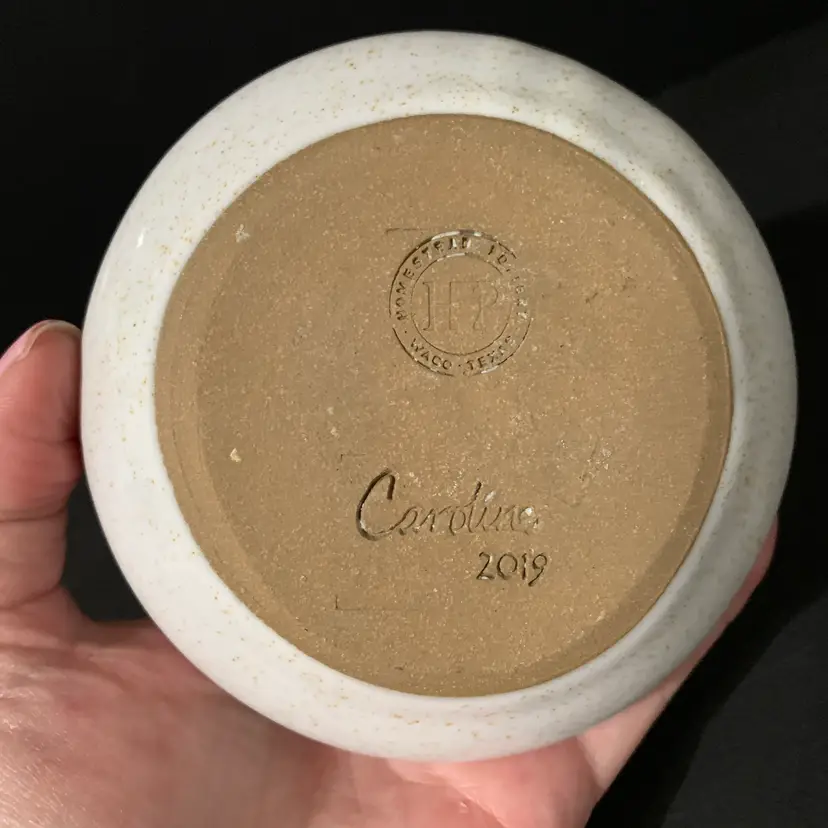 HOMESTEAD POTTERY
HP
· WACO · TEXAS ·
Caroline
2019